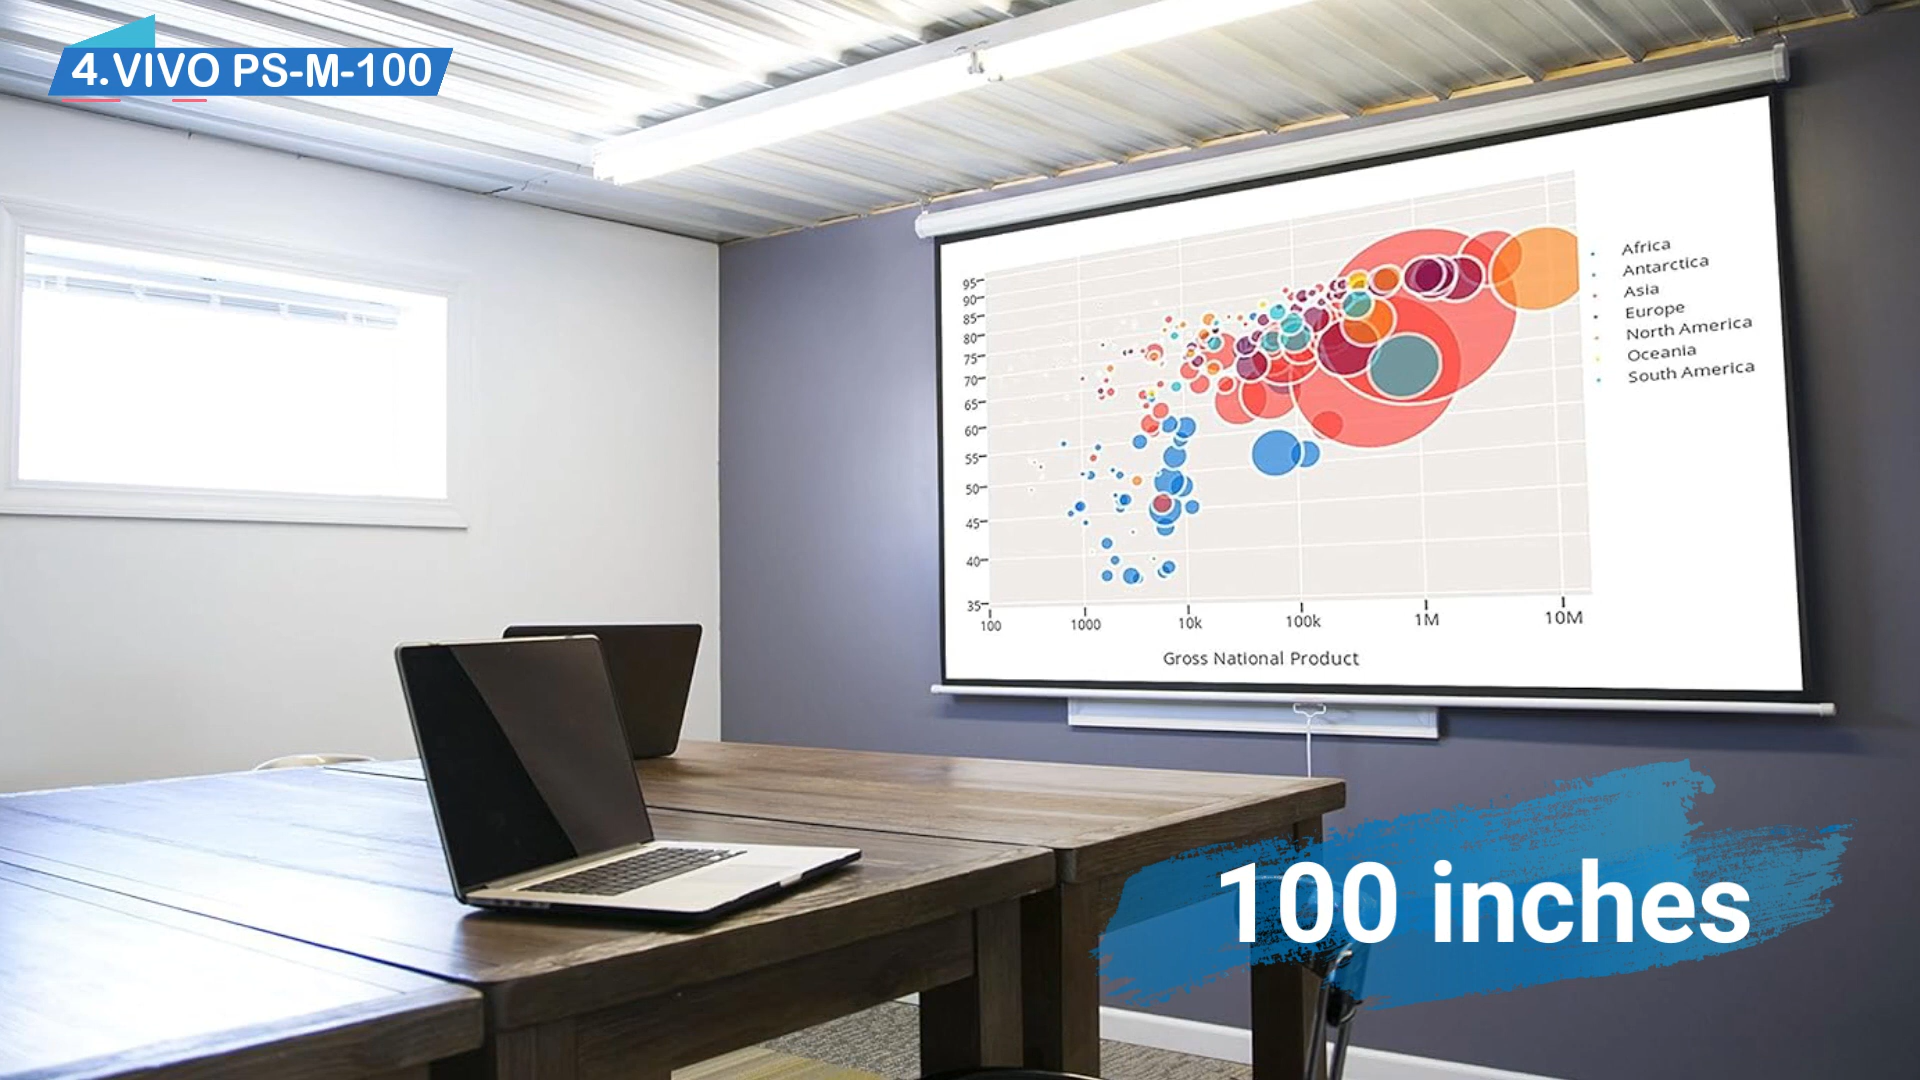 4.VIVO PS-M-100
95
90
85
80
75
70
65
60
55
50
45
40
35
100 1000 10k 100k 1M 10M
Gross National Product
Africa
Antarctica
Asia
Europe
North America
Oceania
South America
100 inches